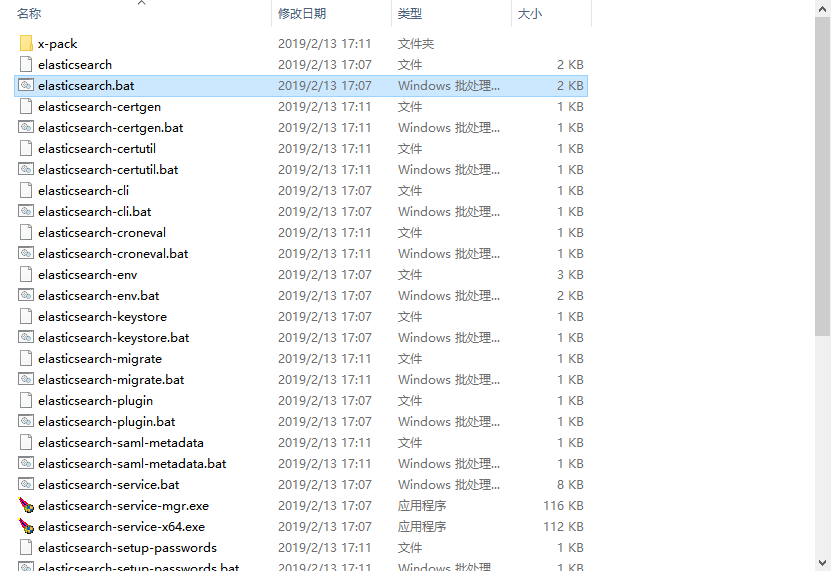 名称 修改日期 类型 大小
x-pack 2019/2/13 17:11 文件夹
elasticsearch 2019/2/13 17:07 文件 2 KB
elasticsearch.bat 2019/2/13 17:07 Windows 批处理... 2 KB
elasticsearch-certgen 2019/2/13 17:11 文件 1 KB
elasticsearch-certgen.bat 2019/2/13 17:11 Windows 批处理... 1 KB
elasticsearch-certutil 2019/2/13 17:11 文件 1 KB
elasticsearch-certutil.bat 2019/2/13 17:11 Windows 批处理... 1 KB
elasticsearch-cli 2019/2/13 17:07 文件 1 KB
elasticsearch-cli.bat 2019/2/13 17:07 Windows 批处理... 1 KB
elasticsearch-croneval 2019/2/13 17:11 文件 1 KB
elasticsearch-croneval.bat 2019/2/13 17:11 Windows 批处理... 1 KB
elasticsearch-env 2019/2/13 17:07 文件 3 KB
elasticsearch-env.bat 2019/2/13 17:07 Windows 批处理... 2 KB
elasticsearch-keystore 2019/2/13 17:07 文件 1 KB
elasticsearch-keystore.bat 2019/2/13 17:07 Windows 批处理... 1 KB
elasticsearch-migrate 2019/2/13 17:11 文件 1 KB
elasticsearch-migrate.bat 2019/2/13 17:11 Windows 批处理... 1 KB
elasticsearch-plugin 2019/2/13 17:07 文件 1 KB
elasticsearch-plugin.bat 2019/2/13 17:07 Windows 批处理... 1 KB
elasticsearch-saml-metadata 2019/2/13 17:11 文件 1 KB
elasticsearch-saml-metadata.bat 2019/2/13 17:11 Windows 批处理... 1 KB
elasticsearch-service.bat 2019/2/13 17:07 Windows 批处理... 8 KB
elasticsearch-service-mgr.exe 2019/2/13 17:07 应用程序 116 KB
elasticsearch-service-x64.exe 2019/2/13 17:07 应用程序 112 KB
elasticsearch-setup-passwords 2019/2/13 17:11 文件 1 KB
elasticsearch-setup-passwords.bat 2019/2/13 17:11 Windows 批处理... 1 KB